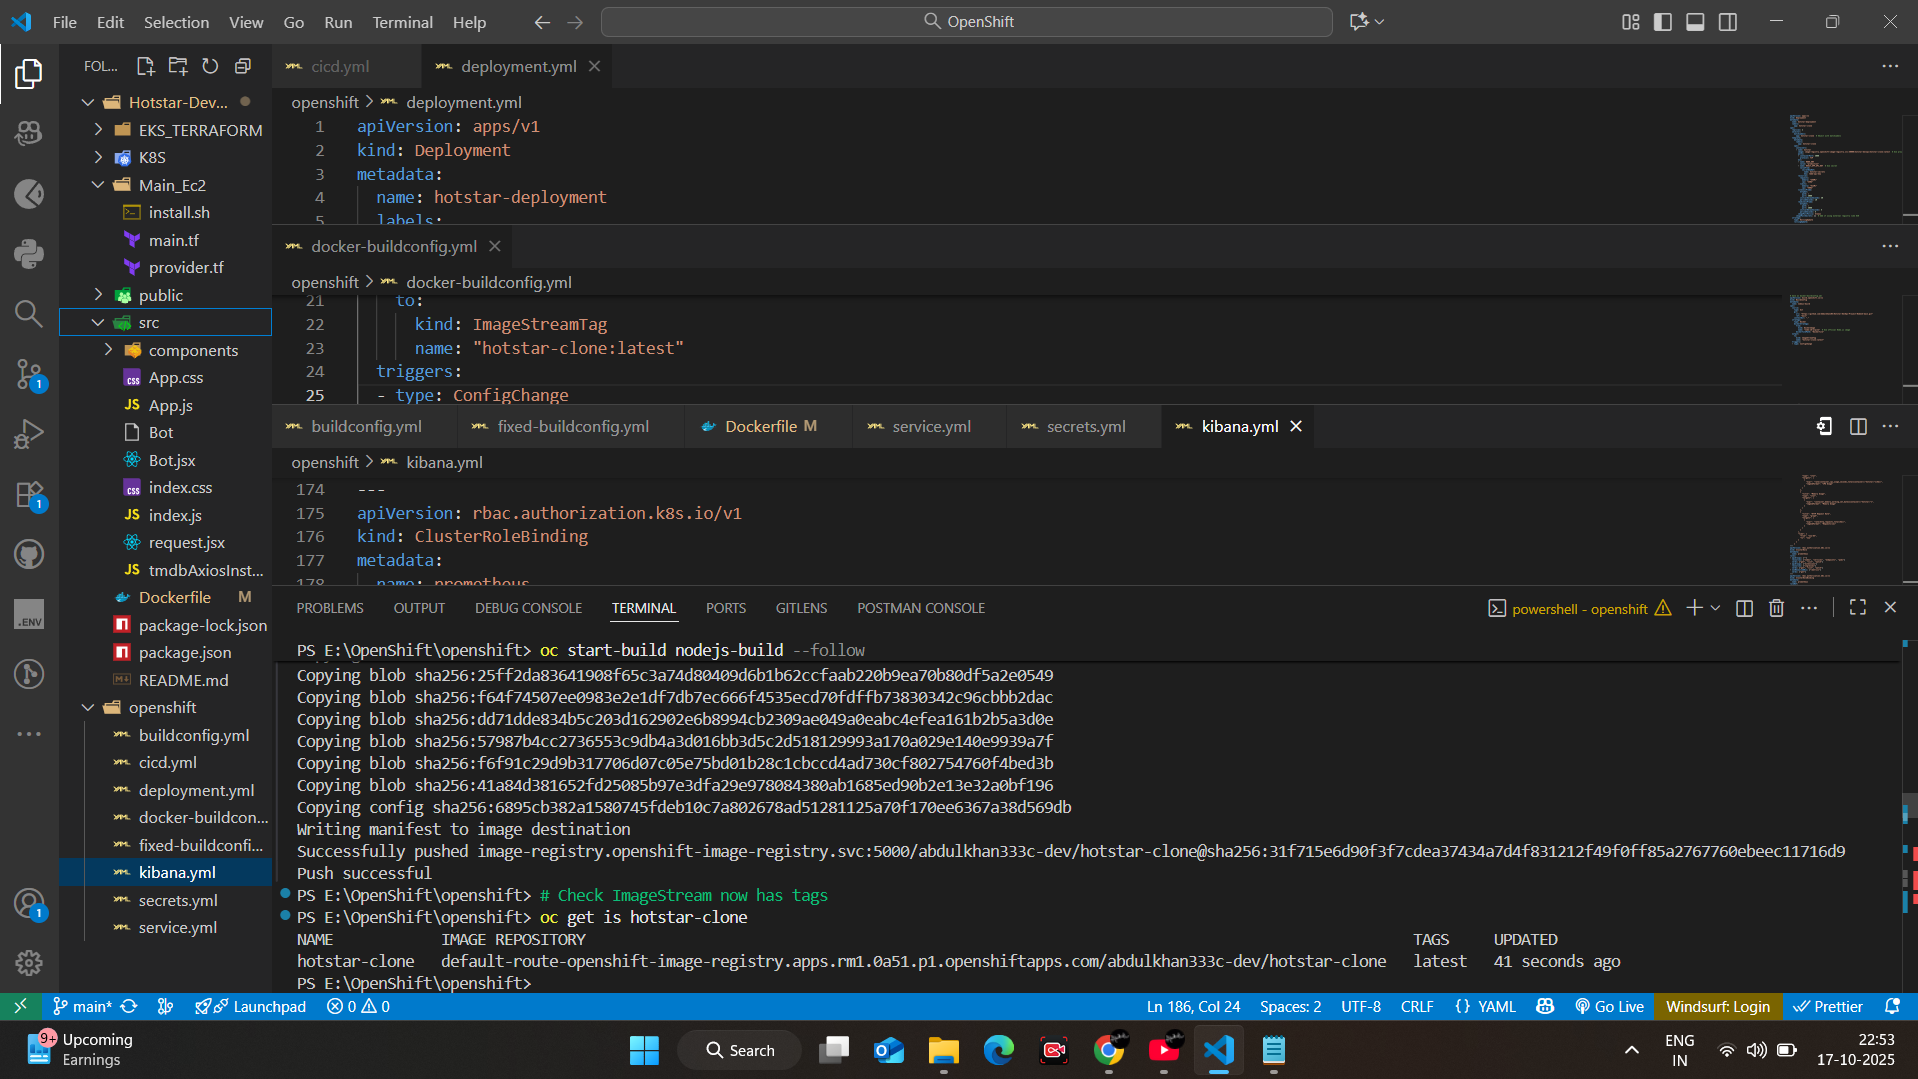 File Edit Selection View Go Run Terminal Help
OpenShift
FOL...
Hotstar-Dev...
EKS_TERRAFORM
K8S
Main_Ec2
install.sh
main.tf
provider.tf
public
src
components
App.css
App.js
Bot
Bot.jsx
index.css
index.js
request.jsx
tmdbAxiosInst...
Dockerfile M
package-lock.json
package.json
README.md
openshift
buildconfig.yml
cicd.yml
deployment.yml
docker-buildcon...
fixed-buildconfi...
kibana.yml
secrets.yml
service.yml
cicd.yml deployment.yml
openshift > deployment.yml
1 apiVersion: apps/v1
2 kind: Deployment
3 metadata:
4 name: hotstar-deployment
5 labels:
docker-buildconfig.yml
openshift > docker-buildconfig.yml
21 to:
22 kind: ImageStreamTag
23 name: "hotstar-clone:latest"
24 triggers:
25 - type: ConfigChange
buildconfig.yml fixed-buildconfig.yml Dockerfile M service.yml secrets.yml kibana.yml
openshift > kibana.yml
174 ---
175 apiVersion: rbac.authorization.k8s.io/v1
176 kind: ClusterRoleBinding
177 metadata:
178 name: prometheus
PROBLEMS OUTPUT DEBUG CONSOLE TERMINAL PORTS GITLENS POSTMAN CONSOLE
powershell - openshift
PS E:\OpenShift\openshift> oc start-build nodejs-build --follow
Copying blob sha256:25ff2da83641908f65c3a74d80409d6b1b62ccfaab220b9ea70b80df5a2e0549
Copying blob sha256:f64f74507ee0983e2e1df7db7ec666f4535ecd70fdffb73830342c96cbbb2dac
Copying blob sha256:dd71dde834b5c203d162902e6b8994cb2309ae049a0eabc4efea161b2b5a3d0e
Copying blob sha256:57987b4cc2736553c9db4a3d016bb3d5c2d518129993a170a029e140e9939a7f
Copying blob sha256:f6f91c29d9b317706d07c05e75bd01b28c1cbccd4ad730cf802754760f4bed3b
Copying blob sha256:41a84d381652fd25085b97e3dfa29e978084380ab1685ed90b2e13e32a0bf196
Copying config sha256:6895cb382a1580745fdeb10c7a802678ad51281125a70f170ee6367a38d569db
Writing manifest to image destination
Successfully pushed image-registry.openshift-image-registry.svc:5000/abdulkhan333c-dev/hotstar-clone@sha256:31f715e6d90f3f7cdea37434a7d4f831212f49f0ff85a2767760ebeec11716d9
Push successful
PS E:\OpenShift\openshift> # Check ImageStream now has tags
PS E:\OpenShift\openshift> oc get is hotstar-clone
NAME IMAGE REPOSITORY TAGS UPDATED
hotstar-clone default-route-openshift-image-registry.apps.rm1.0a51.p1.openshiftapps.com/abdulkhan333c-dev/hotstar-clone latest 41 seconds ago
PS E:\OpenShift\openshift>
main* Launchpad 0 0 Ln 186, Col 24 Spaces: 2 UTF-8 CRLF {} YAML Go Live Windsurf: Login Prettier
9+ Upcoming
Earnings
Search
ENG
IN
22:53
17-10-2025